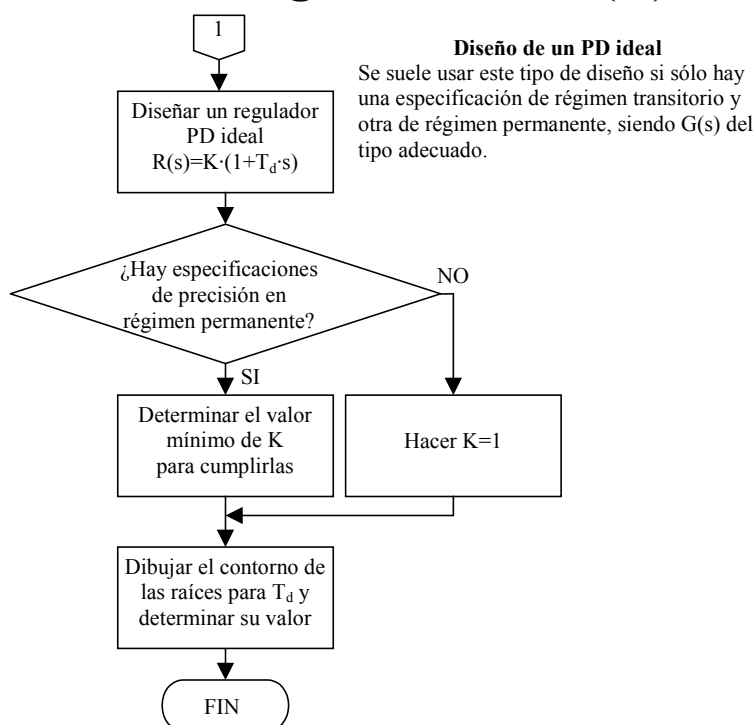 1
Diseño de un PD ideal
Se suele usar este tipo de diseño si sólo hay
una especificación de régimen transitorio y
otra de régimen permanente, siendo G(s) del
tipo adecuado.
Diseñar un regulador
PD ideal
R(s)=K·(1+Td·s)
¿Hay especificaciones
de precisión en
régimen permanente?
NO
SI
Determinar el valor
mínimo de K
para cumplirlas
Hacer K=1
Dibujar el contorno de
las raíces para Td y
determinar su valor
FIN